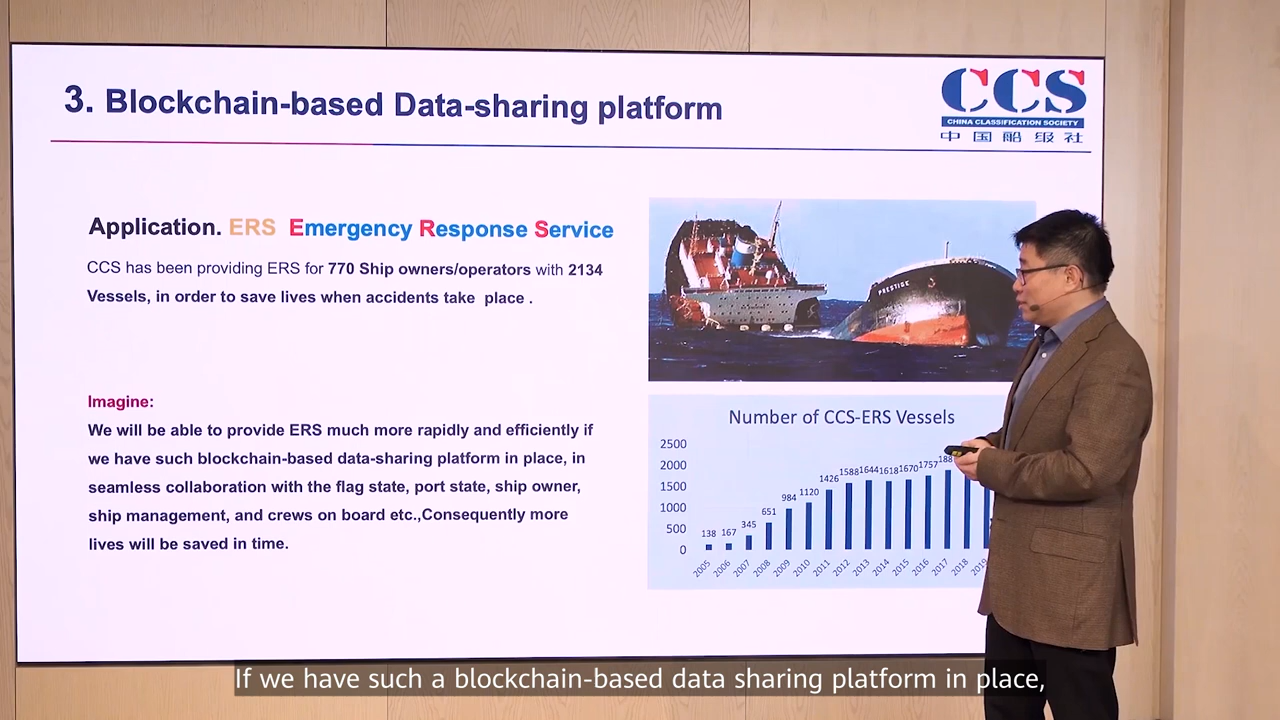 3. Blockchain-based Data-sharing platform
CCS
CHINA CLASSIFICATION SOCIETY
中国船级社
Application. ERS Emergency Response Service
CCS has been providing ERS for 770 Ship owners/operators with 2134
Vessels, in order to save lives when accidents take place .
PRESTIGE
Imagine:
We will be able to provide ERS much more rapidly and efficiently if
we have such blockchain-based data-sharing platform in place, in
seamless collaboration with the flag state, port state, ship owner,
ship management, and crews on board etc.,Consequently more
lives will be saved in time.
Number of CCS-ERS Vessels
2500
2000
1500
1000
500
0
138 167 345 651 984 1120 1426 1588 1644 1618 1670 1757
2005 2006 2007 2008 2009 2010 2011 2012 2013 2014 2015 2016 2017 2018 2019
If we have such a blockchain-based data sharing platform in place,